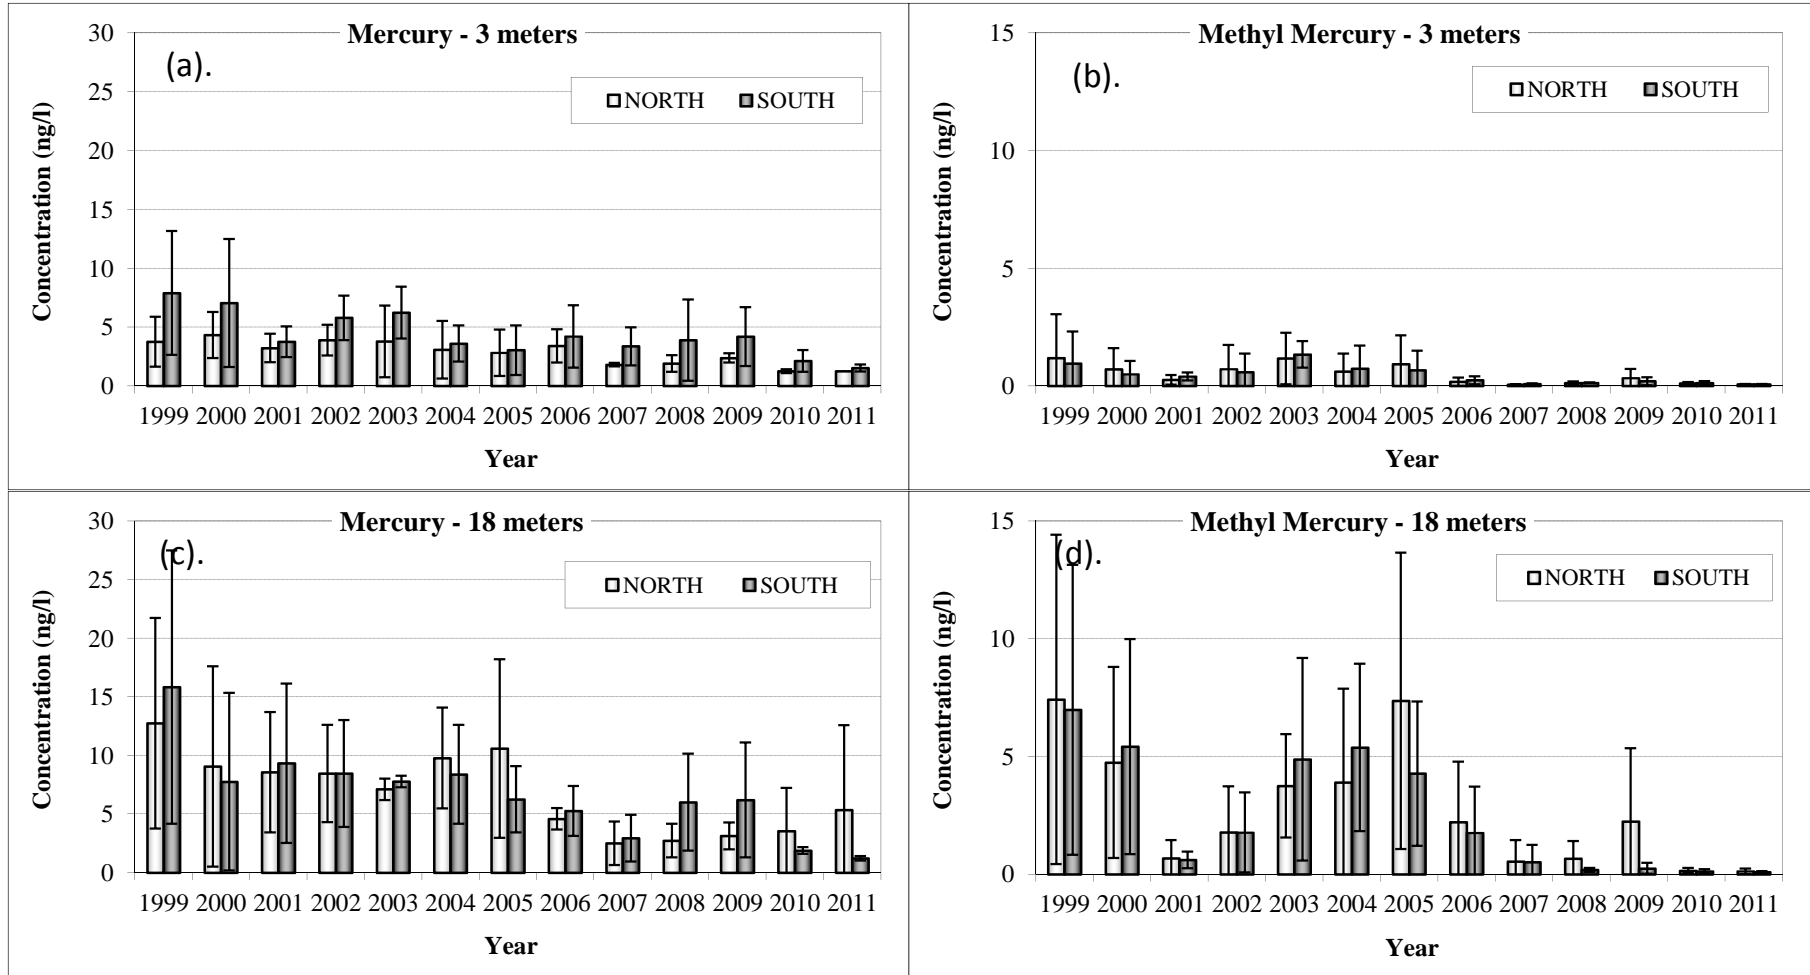 Mercury - 3 meters
(a).
NORTH SOUTH
Concentration (ng/l)
30
25
20
15
10
5
0
1999 2000 2001 2002 2003 2004 2005 2006 2007 2008 2009 2010 2011
Year
Methyl Mercury - 3 meters
(b).
NORTH SOUTH
Concentration (ng/l)
15
10
5
0
1999 2000 2001 2002 2003 2004 2005 2006 2007 2008 2009 2010 2011
Year
Mercury - 18 meters
(c).
NORTH SOUTH
Concentration (ng/l)
30
25
20
15
10
5
0
1999 2000 2001 2002 2003 2004 2005 2006 2007 2008 2009 2010 2011
Year
Methyl Mercury - 18 meters
(d).
NORTH SOUTH
Concentration (ng/l)
15
10
5
0
1999 2000 2001 2002 2003 2004 2005 2006 2007 2008 2009 2010 2011
Year